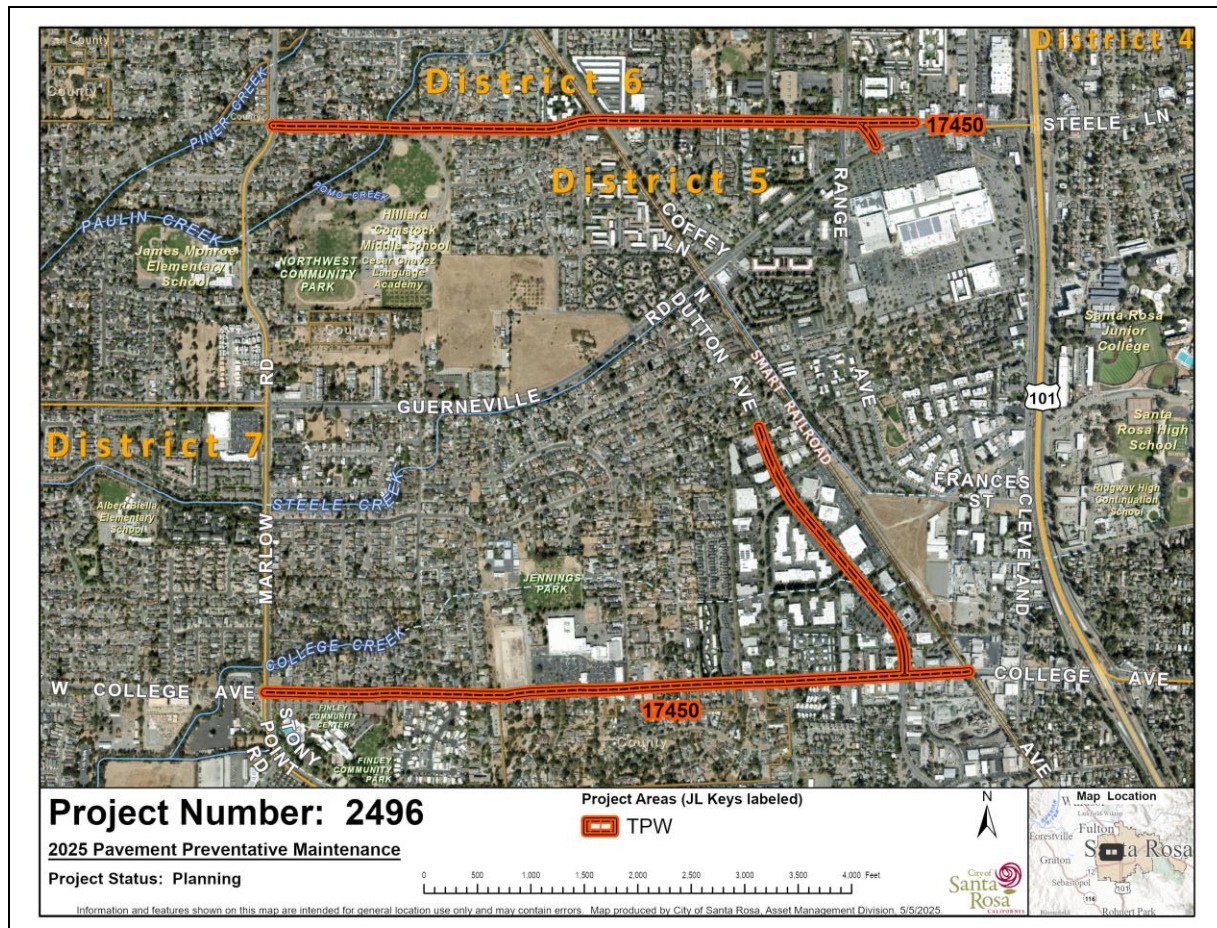 District 4
County
County
District 6
PINER CREEK
County
17450
STEELE LN
POMO CREEK
District 5
RANGE
AVE
PAULIN CREEK
James Monroe
Elementary
School
Hilliard
Comstock
Middle School
Cesar Chavez
Language
Academy
NORTHWEST
COMMUNITY
PARK
County
COFFEY
LN
N
DUTTON
AVE
GUERNEVILLE RD
SMART RAILROAD
Santa Rosa
Junior
College
101
Santa
Rosa High
School
Ridgway High
Continuation
School
District 7
MARLOW RD
STEELE CREEK
Albert Biella
Elementary
School
FRANCES
ST
CLEVELAND
AVE
JENNINGS
PARK
COLLEGE CREEK
W COLLEGE AVE
COLLEGE AVE
17450
STONY
POINT
RD
FINLEY
COMMUNITY
CENTER
FINLEY
COMMUNITY
PARK
County
Project Number: 2496
2025 Pavement Preventative Maintenance
Project Status: Planning
Project Areas (JL Keys labeled)
TPW
0 500 1,000 1,500 2,000 2,500 3,000 3,500 4,000 Feet
N
City of
Santa
Rosa
CALIFORNIA
Map Location
Larkfield Wikiup
Forestville
Fulton
Santa Rosa
Graton
Sebastopol
12
101
116
Rohnert Park
Information and features shown on this map are intended for general location use only and may contain errors. Map produced by City of Santa Rosa, Asset Management Division, 5/5/2025.